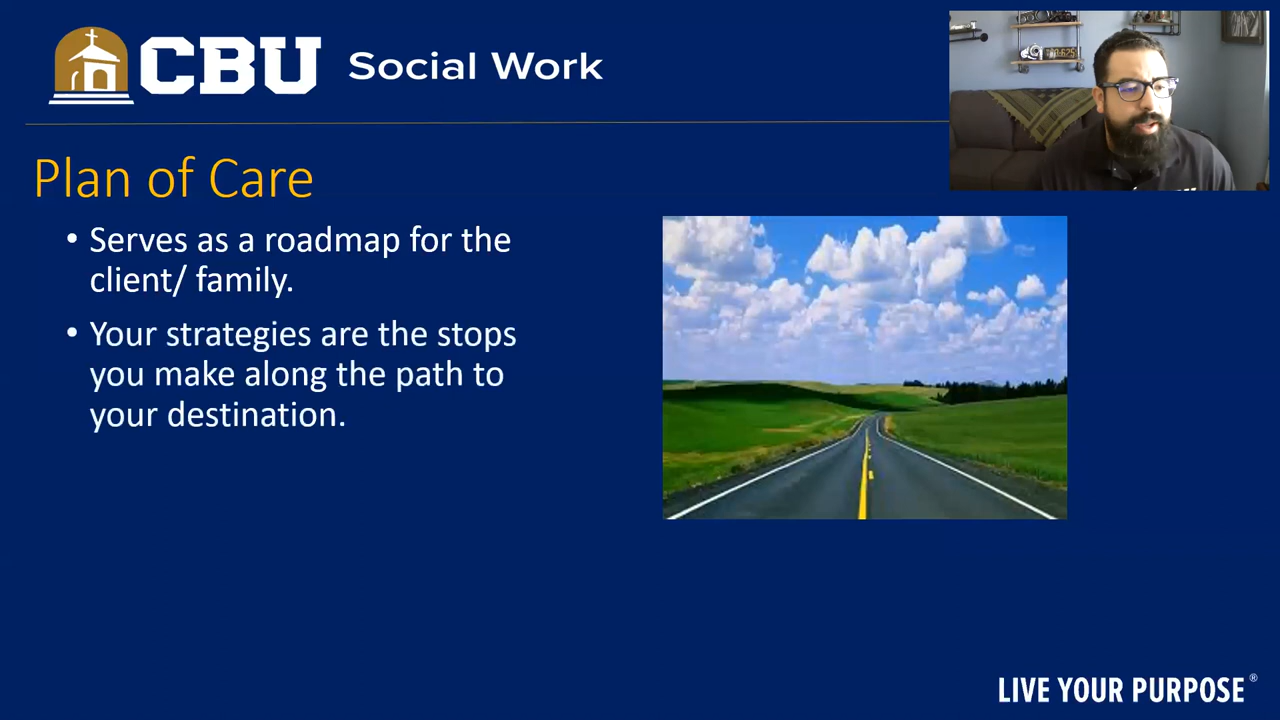 CBU Social Work
Plan of Care
• Serves as a roadmap for the
client/ family.
• Your strategies are the stops
you make along the path to
your destination.
LIVE YOUR PURPOSE®